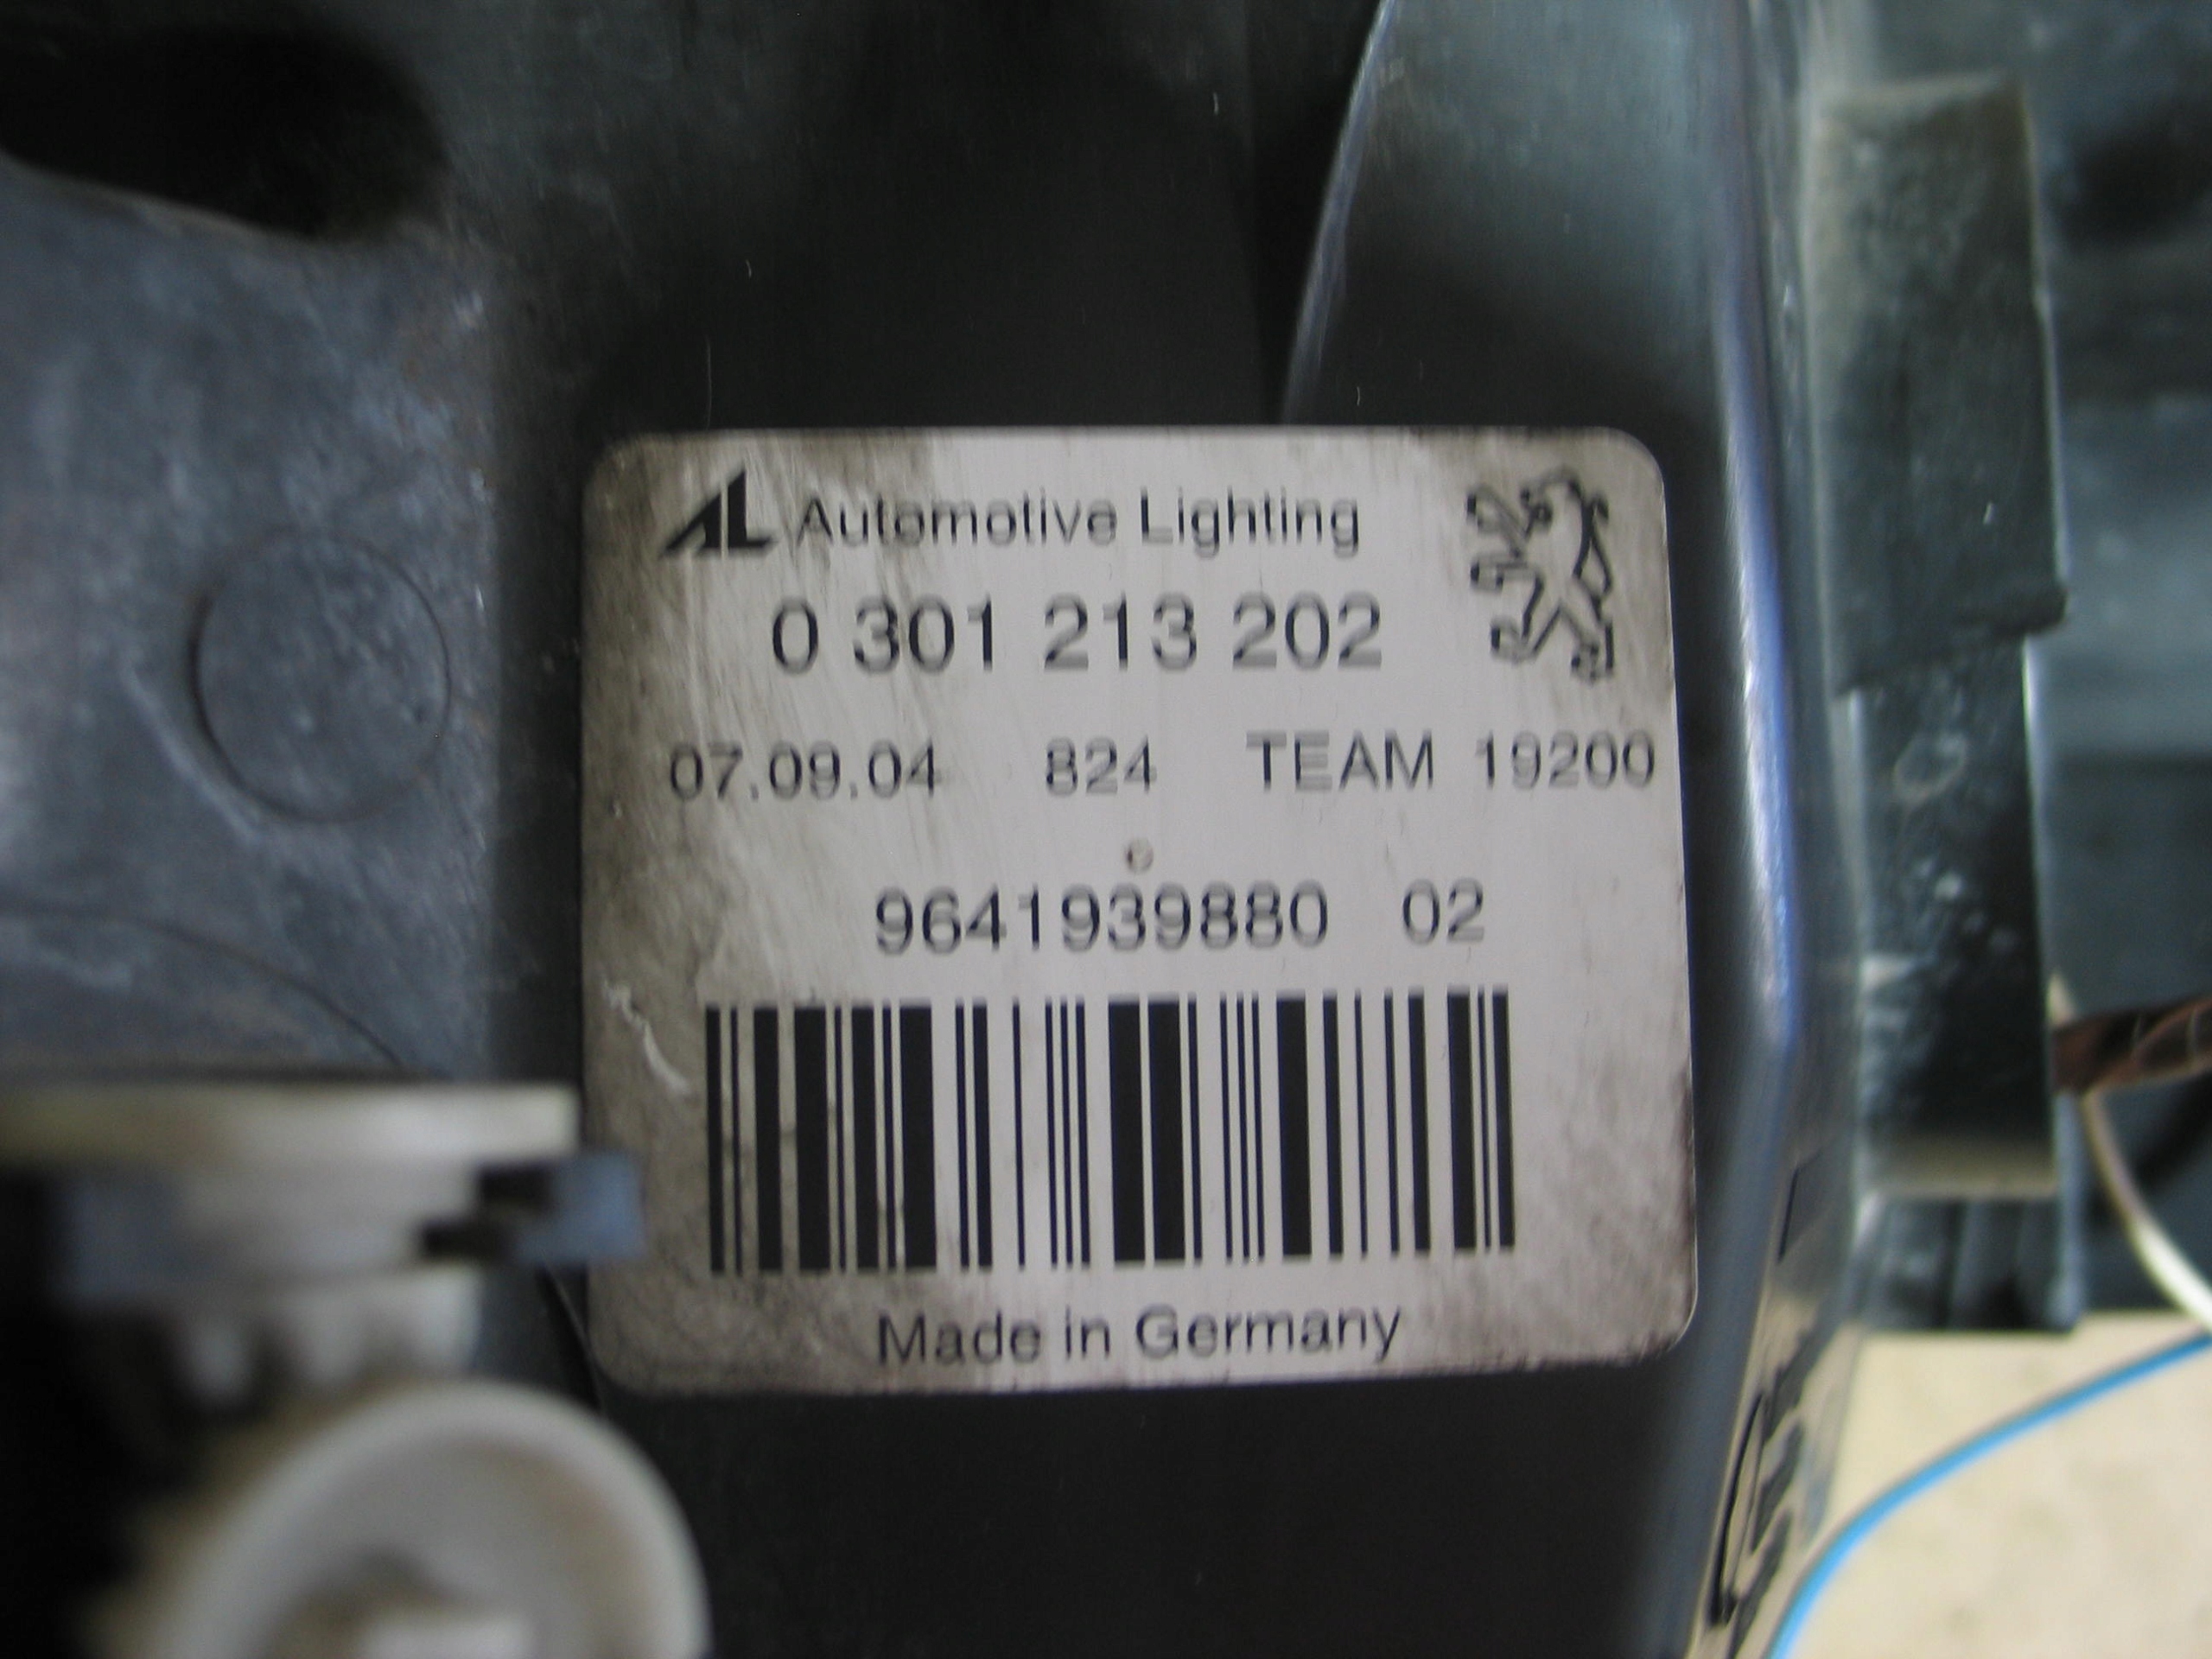 AL Automotive Lighting
0 301 213 202
07.09.04 824 TEAM 19200
9641939880 02
Made in Germany